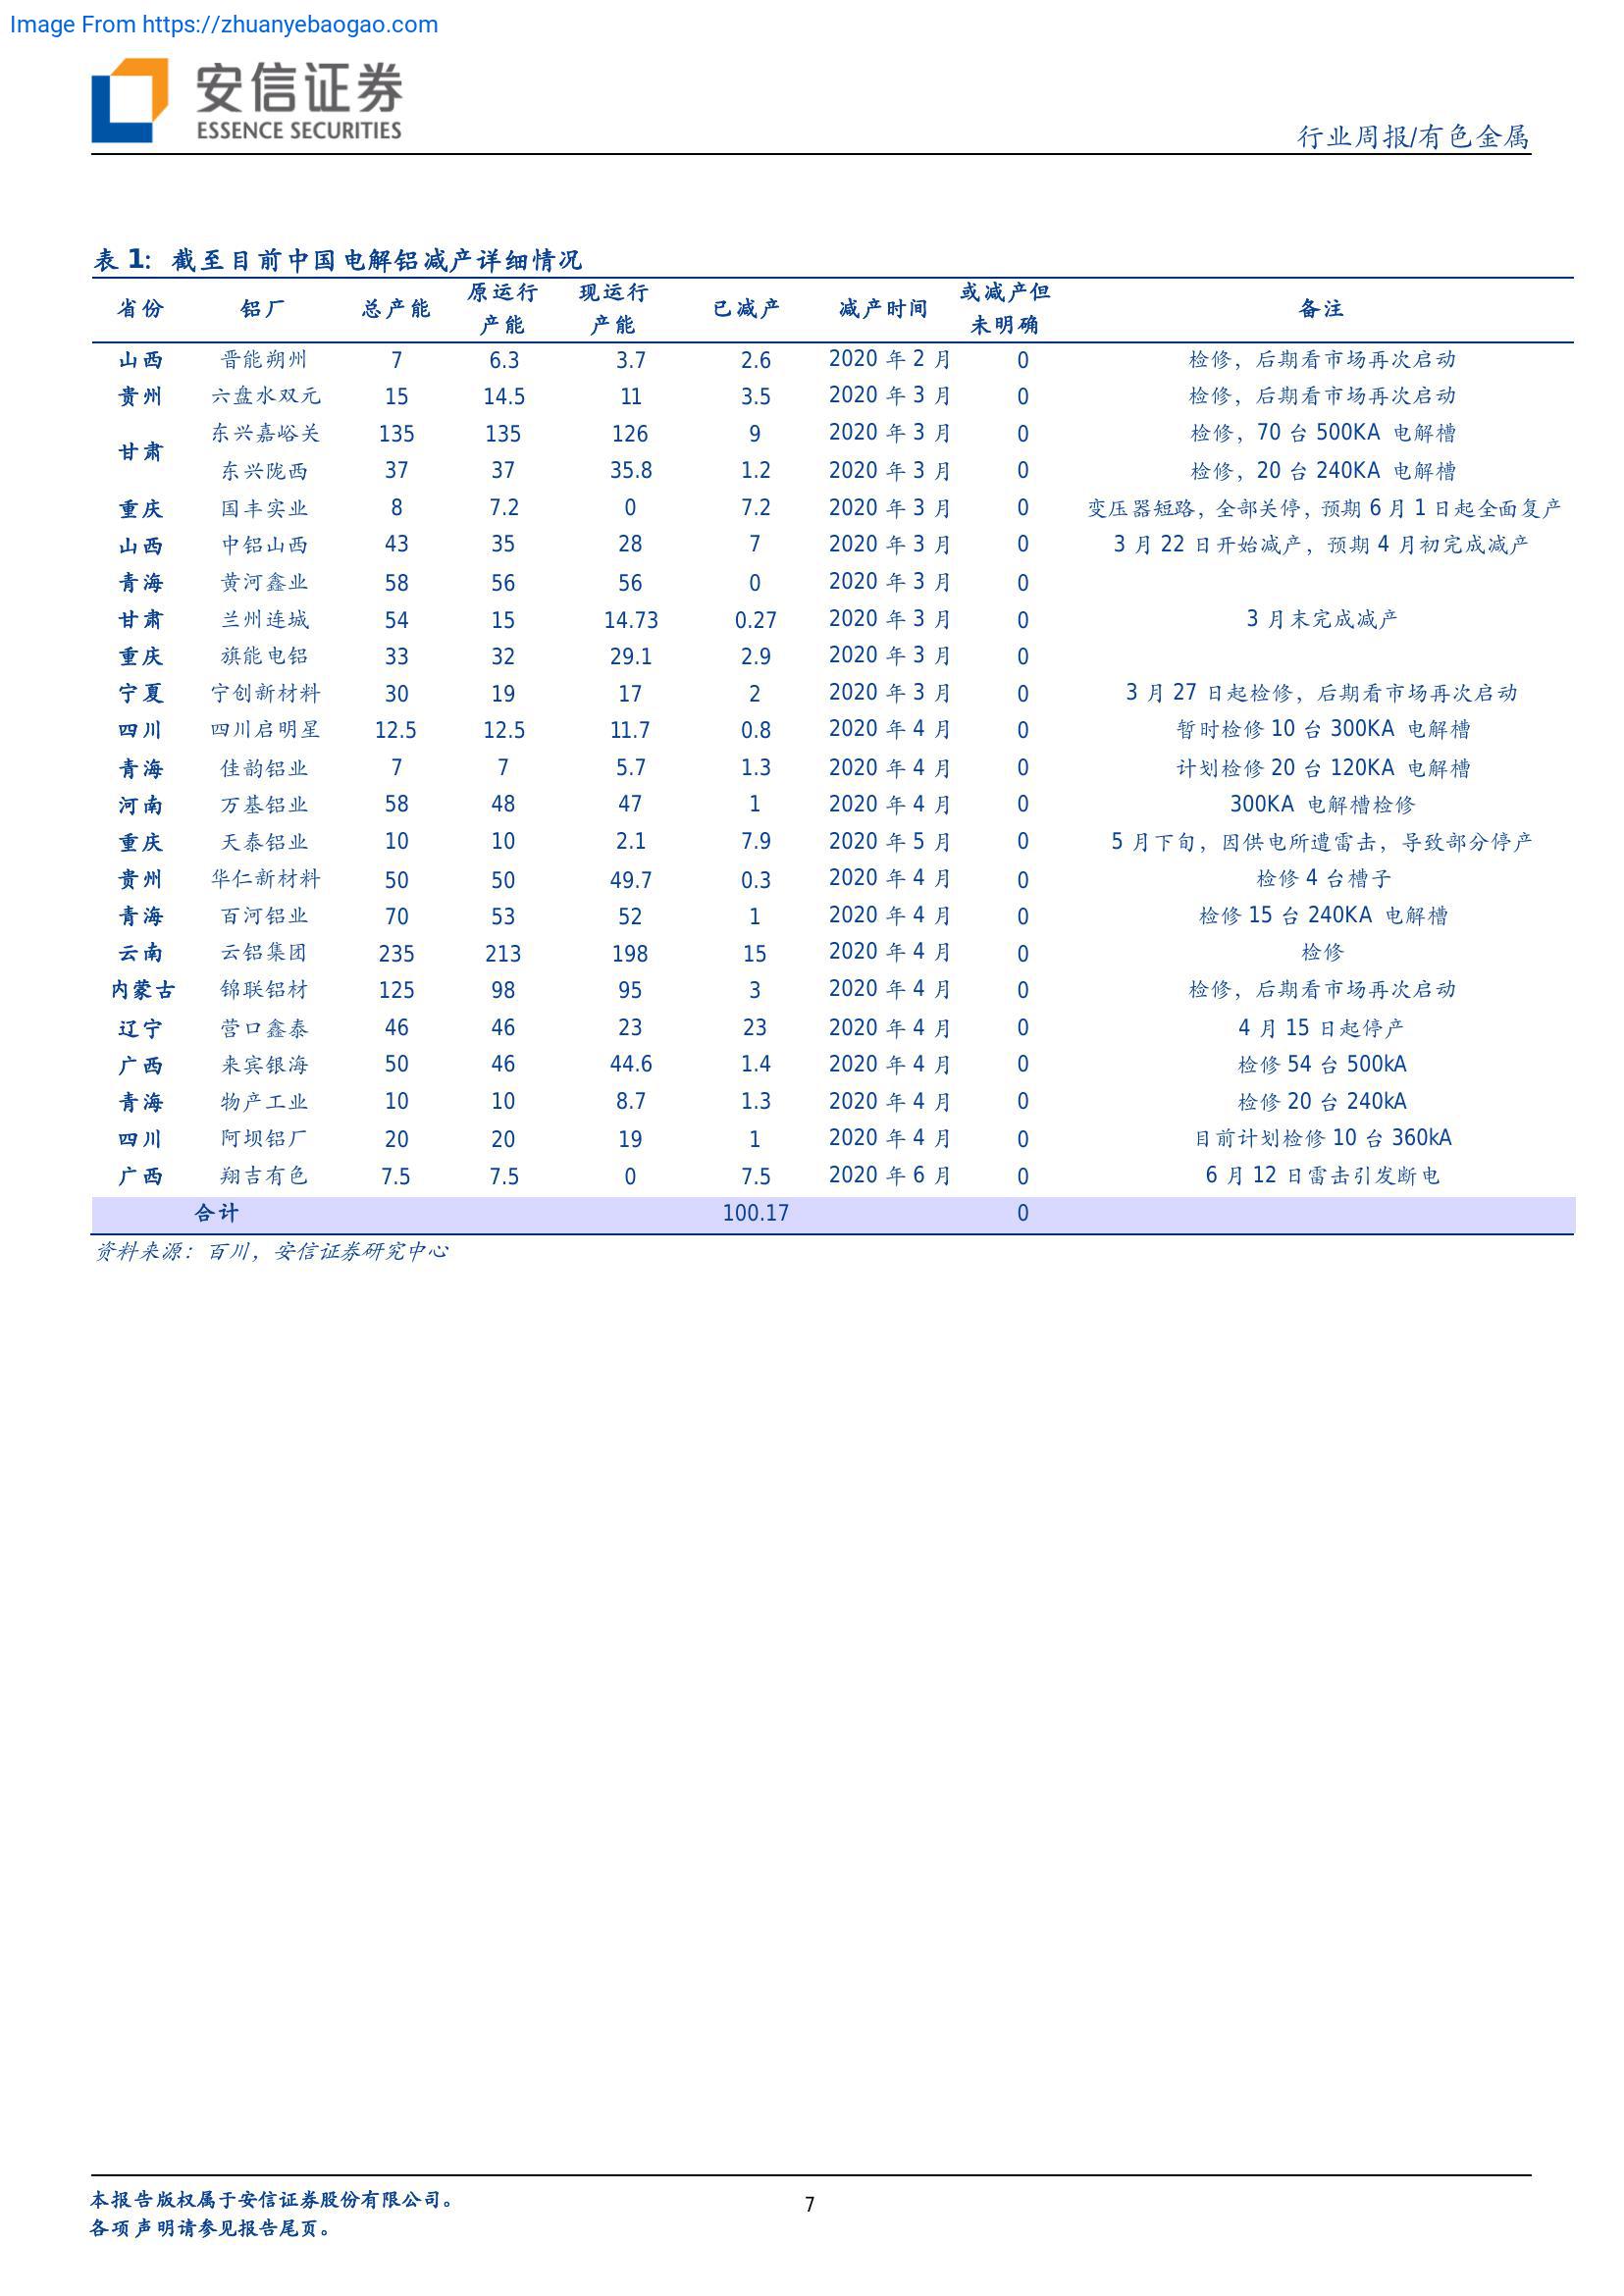 Image From https://zhuanyebaogao.com
安信证券
ESSENCE SECURITIES
行业周报/有色金属
表 1：截至目前中国电解铝减产详细情况
省份 铝厂 总产能 原运行产能 现运行产能 已减产 减产时间 或减产但未明确 备注
山西 晋能朔州 7 6.3 3.7 2.6 2020 年 2 月 0 检修，后期看市场再次启动
贵州 六盘水双元 15 14.5 11 3.5 2020 年 3 月 0 检修，后期看市场再次启动
甘肃 东兴嘉峪关 135 135 126 9 2020 年 3 月 0 检修，70 台 500KA 电解槽
东兴陇西 37 37 35.8 1.2 2020 年 3 月 0 检修，20 台 240KA 电解槽
重庆 国丰实业 8 7.2 0 7.2 2020 年 3 月 0 变压器短路，全部关停，预期 6 月 1 日起全面复产
山西 中铝山西 43 35 28 7 2020 年 3 月 0 3 月 22 日开始减产，预期 4 月初完成减产
青海 黄河鑫业 58 56 56 0 2020 年 3 月 0
甘肃 兰州连城 54 15 14.73 0.27 2020 年 3 月 0 3 月末完成减产
重庆 旗能电铝 33 32 29.1 2.9 2020 年 3 月 0
宁夏 宁创新材料 30 19 17 2 2020 年 3 月 0 3 月 27 日起检修，后期看市场再次启动
四川 四川启明星 12.5 12.5 11.7 0.8 2020 年 4 月 0 暂时检修 10 台 300KA 电解槽
青海 佳韵铝业 7 7 5.7 1.3 2020 年 4 月 0 计划检修 20 台 120KA 电解槽
河南 万基铝业 58 48 47 1 2020 年 4 月 0 300KA 电解槽检修
重庆 天泰铝业 10 10 2.1 7.9 2020 年 5 月 0 5 月下旬，因供电所遭雷击，导致部分停产
贵州 华仁新材料 50 50 49.7 0.3 2020 年 4 月 0 检修 4 台槽子
青海 百河铝业 70 53 52 1 2020 年 4 月 0 检修 15 台 240KA 电解槽
云南 云铝集团 235 213 198 15 2020 年 4 月 0 检修
内蒙古 锦联铝材 125 98 95 3 2020 年 4 月 0 检修，后期看市场再次启动
辽宁 营口鑫泰 46 46 23 23 2020 年 4 月 0 4 月 15 日起停产
广西 来宾银海 50 46 44.6 1.4 2020 年 4 月 0 检修 54 台 500kA
青海 物产工业 10 10 8.7 1.3 2020 年 4 月 0 检修 20 台 240kA
四川 阿坝铝厂 20 20 19 1 2020 年 4 月 0 目前计划检修 10 台 360kA
广西 翔吉有色 7.5 7.5 0 7.5 2020 年 6 月 0 6 月 12 日雷击引发断电
合计 100.17 0
资料来源：百川，安信证券研究中心
本报告版权属于安信证券股份有限公司。
各项声明请参见报告尾页。
7